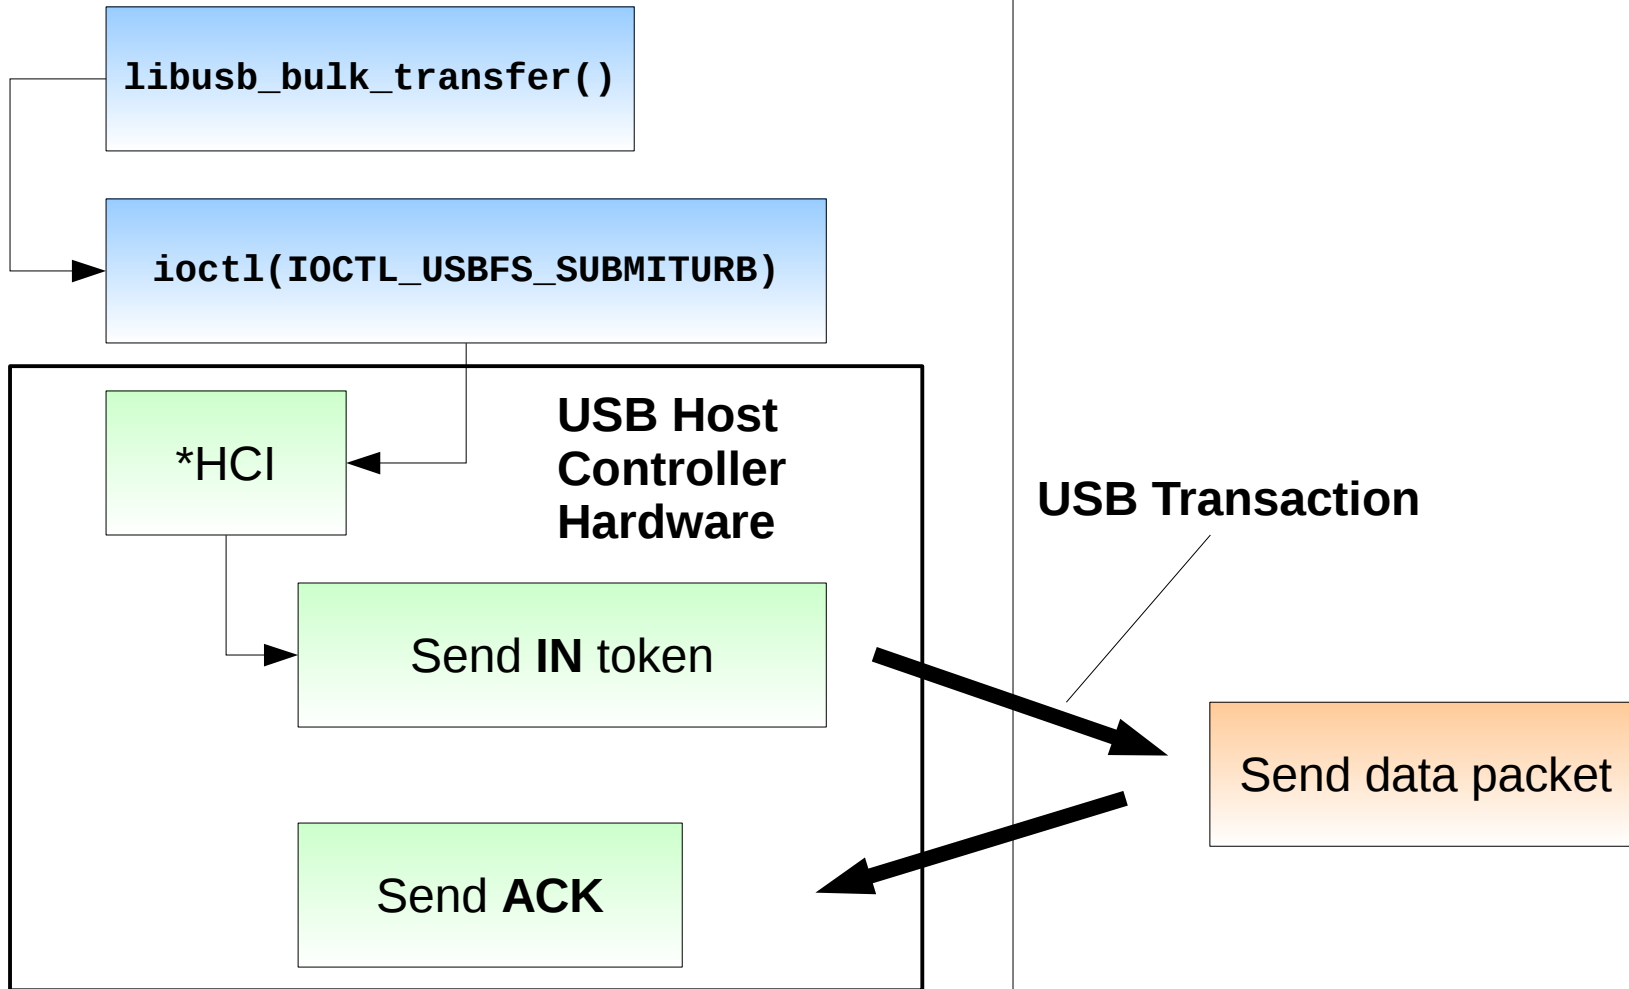 libusb_bulk_transfer()
ioctl(IOCTL_USBFS_SUBMITURB)
*HCI
USB Host
Controller
Hardware
USB Transaction
Send IN token
Send data packet
Send ACK